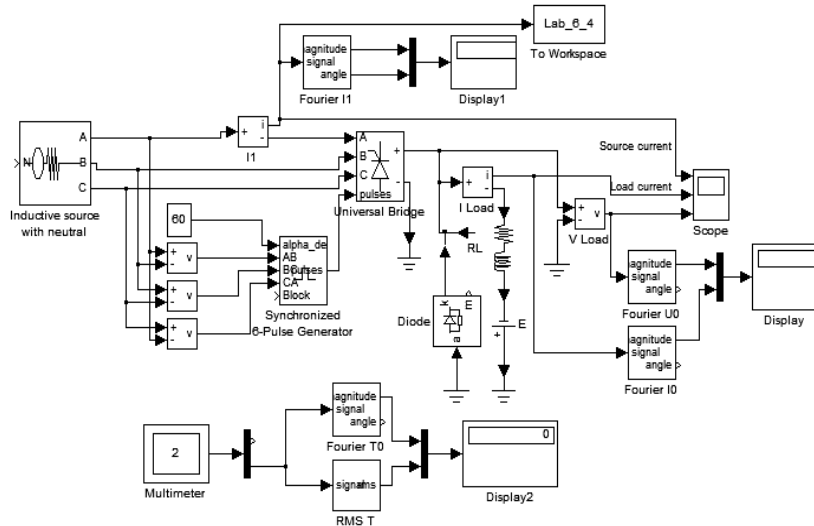 Lab_6_4
To Workspace
agnitude
signal
angle
Fourier I1
Display1
A
B
C
N
Inductive source
with neutral
+
-
i
I1
A
B
C
pulses
+
-
Universal Bridge
60
alpha_de
AB
BC
CA
Block
pulses
Synchronized
6-Pulse Generator
+
-
v
+
-
v
+
-
v
+
-
i
I Load
RL
k
m
a
Diode
E
+
-
v
V Load
Source current
Load current
Scope
agnitude
signal
angle
Fourier U0
Display
agnitude
signal
angle
Fourier I0
2
Multimeter
agnitude
signal
angle
Fourier T0
signal
rms
RMS T
0
Display2